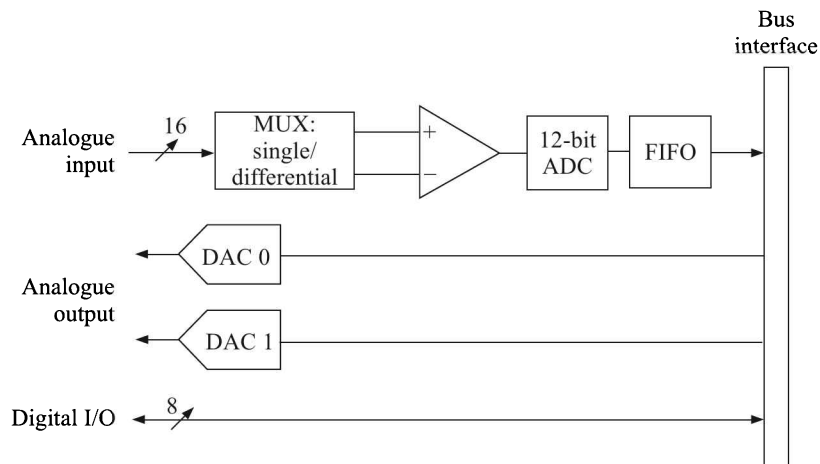 Bus
interface
16
Analogue
input
MUX:
single/
differential
+
−
12-bit
ADC
FIFO
DAC 0
Analogue
output
DAC 1
8
Digital I/O